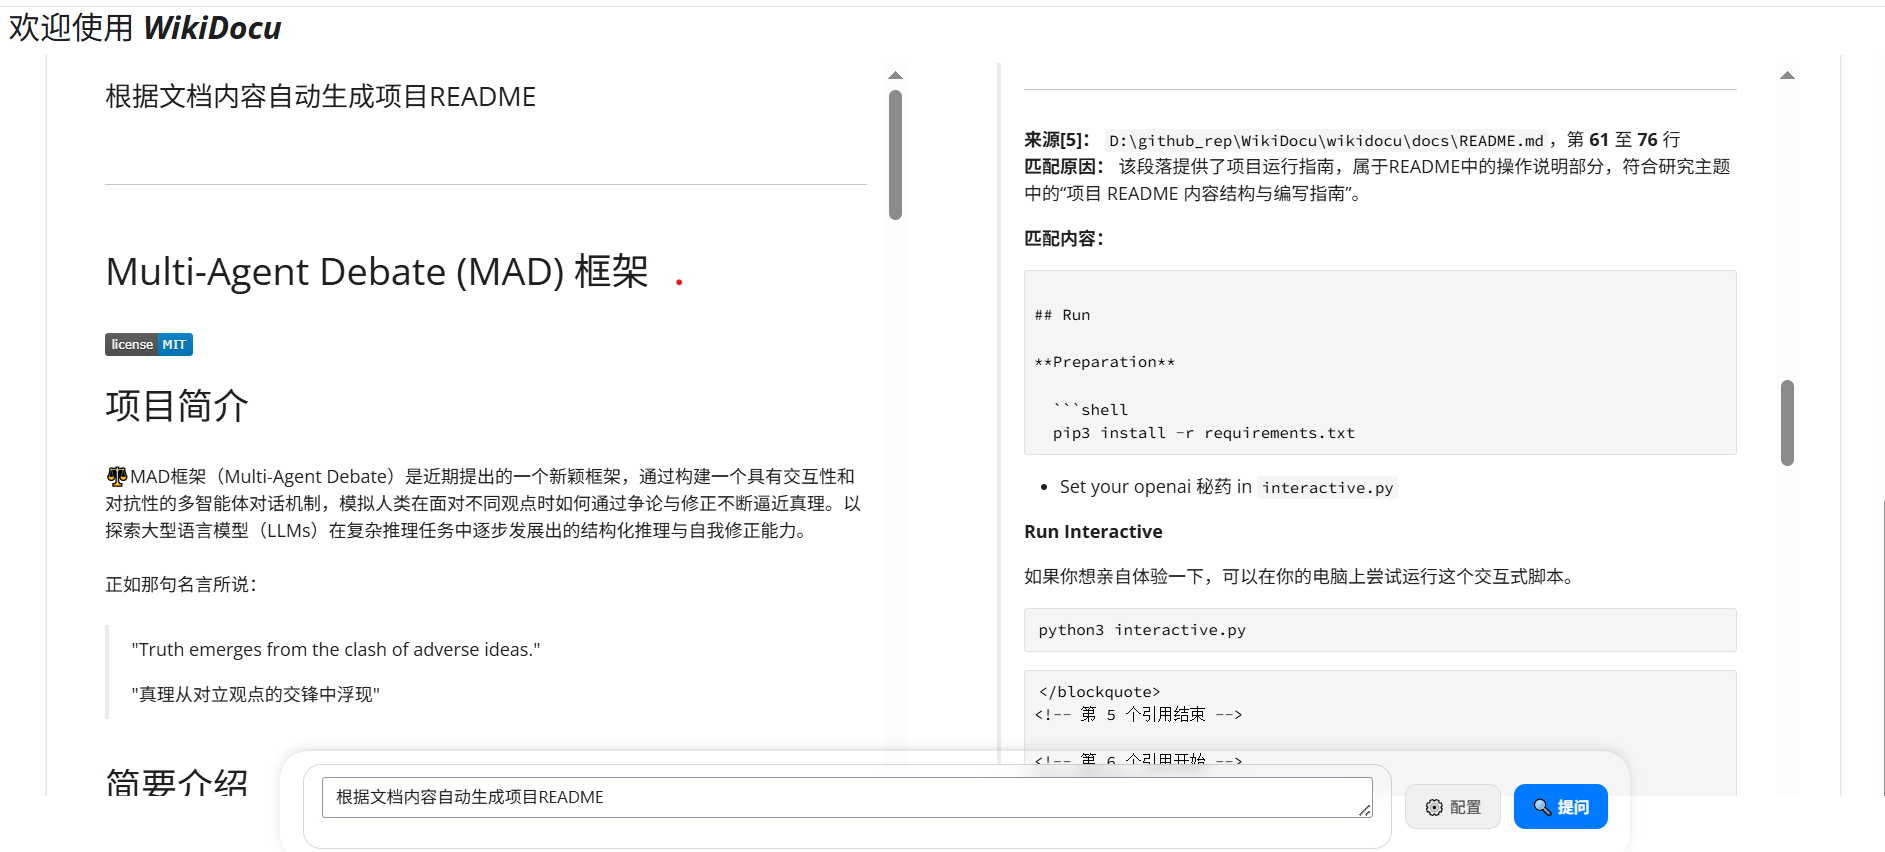 欢迎使用 WikiDocu
根据文档内容自动生成项目README
Multi-Agent Debate (MAD) 框架
license MIT
项目简介
MAD框架（Multi-Agent Debate）是近期提出的一个新颖框架，通过构建一个具有交互性和
对抗性的多智能体对话机制，模拟人类在面对不同观点时如何通过争论与修正不断逼近真理。以
探索大型语言模型（LLMs）在复杂推理任务中逐步发展出的结构化推理与自我修正能力。
正如那句名言所说：
"Truth emerges from the clash of adverse ideas."
"真理从对立观点的交锋中浮现"
简要介绍
来源[5]： D:\github_rep\WikiDocu\wikidocu\docs\README.md，第 61 至 76 行
匹配原因： 该段落提供了项目运行指南，属于README中的操作说明部分，符合研究主题
中的“项目 README 内容结构与编写指南”。
匹配内容：
## Run
**Preparation**
```shell
pip3 install -r requirements.txt
Set your openai 秘药 in interactive.py
Run Interactive
如果你想亲自体验一下，可以在你的电脑上尝试运行这个交互式脚本。
python3 interactive.py
</blockquote>
<!-- 第 5 个引用结束 -->
<!-- 第 6 个引用开始 -->
根据文档内容自动生成项目README
配置
提问